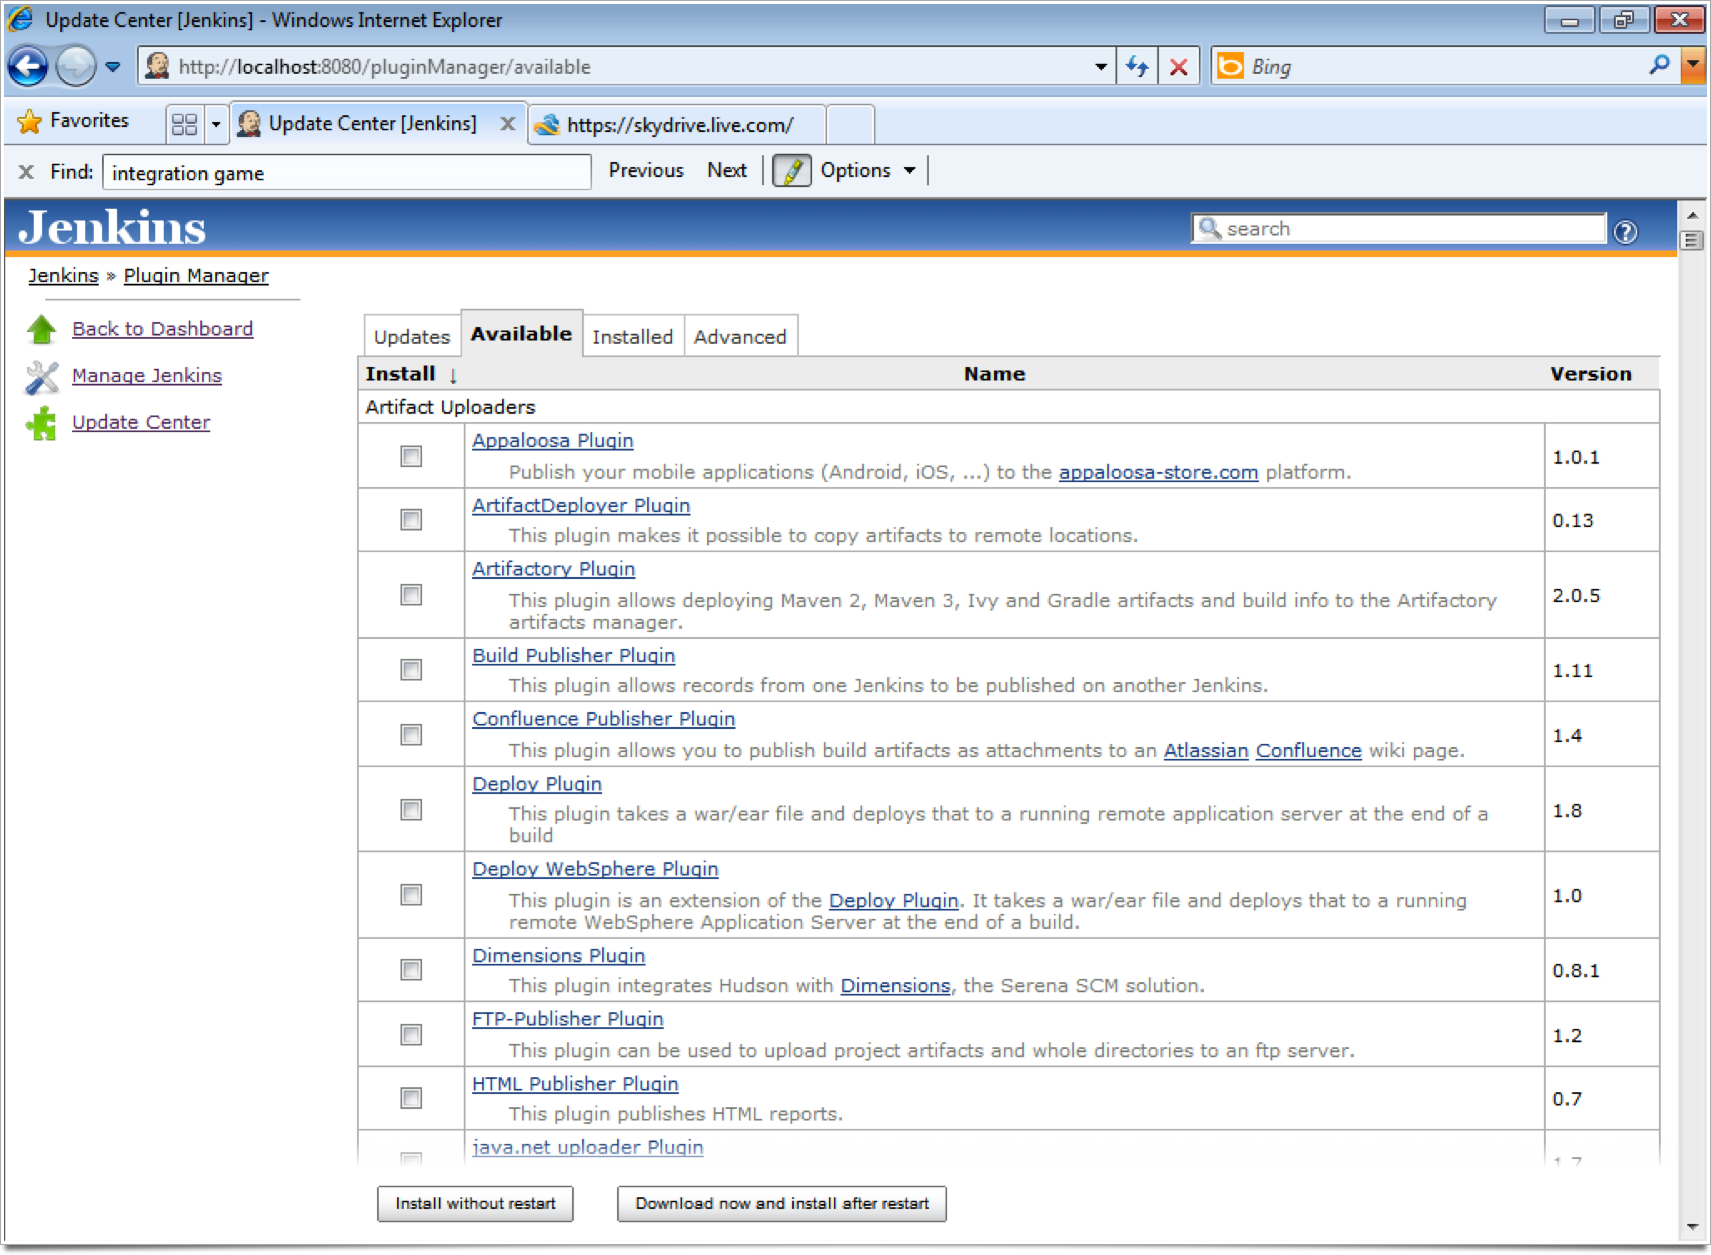 Update Center [Jenkins] - Windows Internet Explorer
http://localhost:8080/pluginManager/available
Bing
Favorites
Update Center [Jenkins]
https://skydrive.live.com/
Find: integration game Previous Next Options
Jenkins
search
Jenkins » Plugin Manager
Back to Dashboard
Manage Jenkins
Update Center
Updates Available Installed Advanced
Install ↓ Name Version
Artifact Uploaders
Appaloosa Plugin
Publish your mobile applications (Android, iOS, ...) to the appaloosa-store.com platform.
1.0.1
ArtifactDeployer Plugin
This plugin makes it possible to copy artifacts to remote locations.
0.13
Artifactory Plugin
This plugin allows deploying Maven 2, Maven 3, Ivy and Gradle artifacts and build info to the Artifactory
artifacts manager.
2.0.5
Build Publisher Plugin
This plugin allows records from one Jenkins to be published on another Jenkins.
1.11
Confluence Publisher Plugin
This plugin allows you to publish build artifacts as attachments to an Atlassian Confluence wiki page.
1.4
Deploy Plugin
This plugin takes a war/ear file and deploys that to a running remote application server at the end of a
build
1.8
Deploy WebSphere Plugin
This plugin is an extension of the Deploy Plugin. It takes a war/ear file and deploys that to a running
remote WebSphere Application Server at the end of a build.
1.0
Dimensions Plugin
This plugin integrates Hudson with Dimensions, the Serena SCM solution.
0.8.1
FTP-Publisher Plugin
This plugin can be used to upload project artifacts and whole directories to an ftp server.
1.2
HTML Publisher Plugin
This plugin publishes HTML reports.
0.7
java.net uploader Plugin
Install without restart
Download now and install after restart